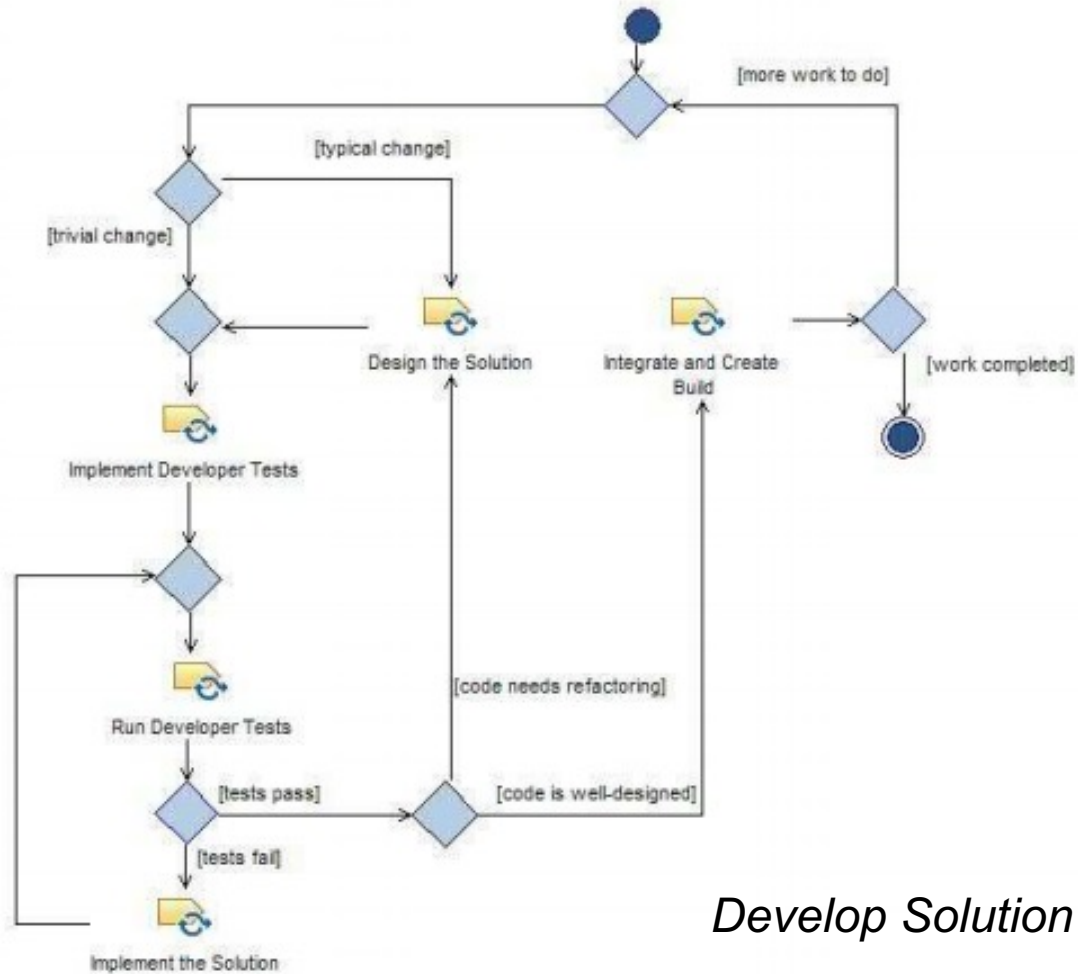 [more work to do]
[typical change]
[trivial change]
Design the Solution
Integrate and Create
Build
[work completed]
Implement Developer Tests
[code needs refactoring]
Run Developer Tests
[tests pass]
[code is well-designed]
[tests fail]
Develop Solution
Implement the Solution